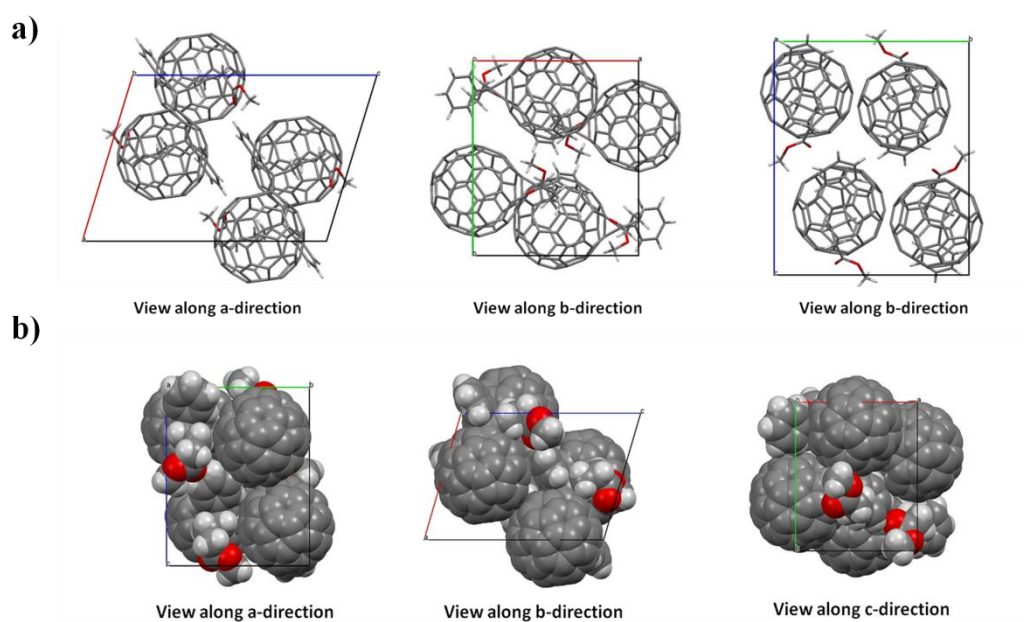 a)
b
c
a
c
a
b
a
b
c
View along a-direction
View along b-direction
View along b-direction
b)
a
b
c
c
a
a
b
View along a-direction
View along b-direction
View along c-direction